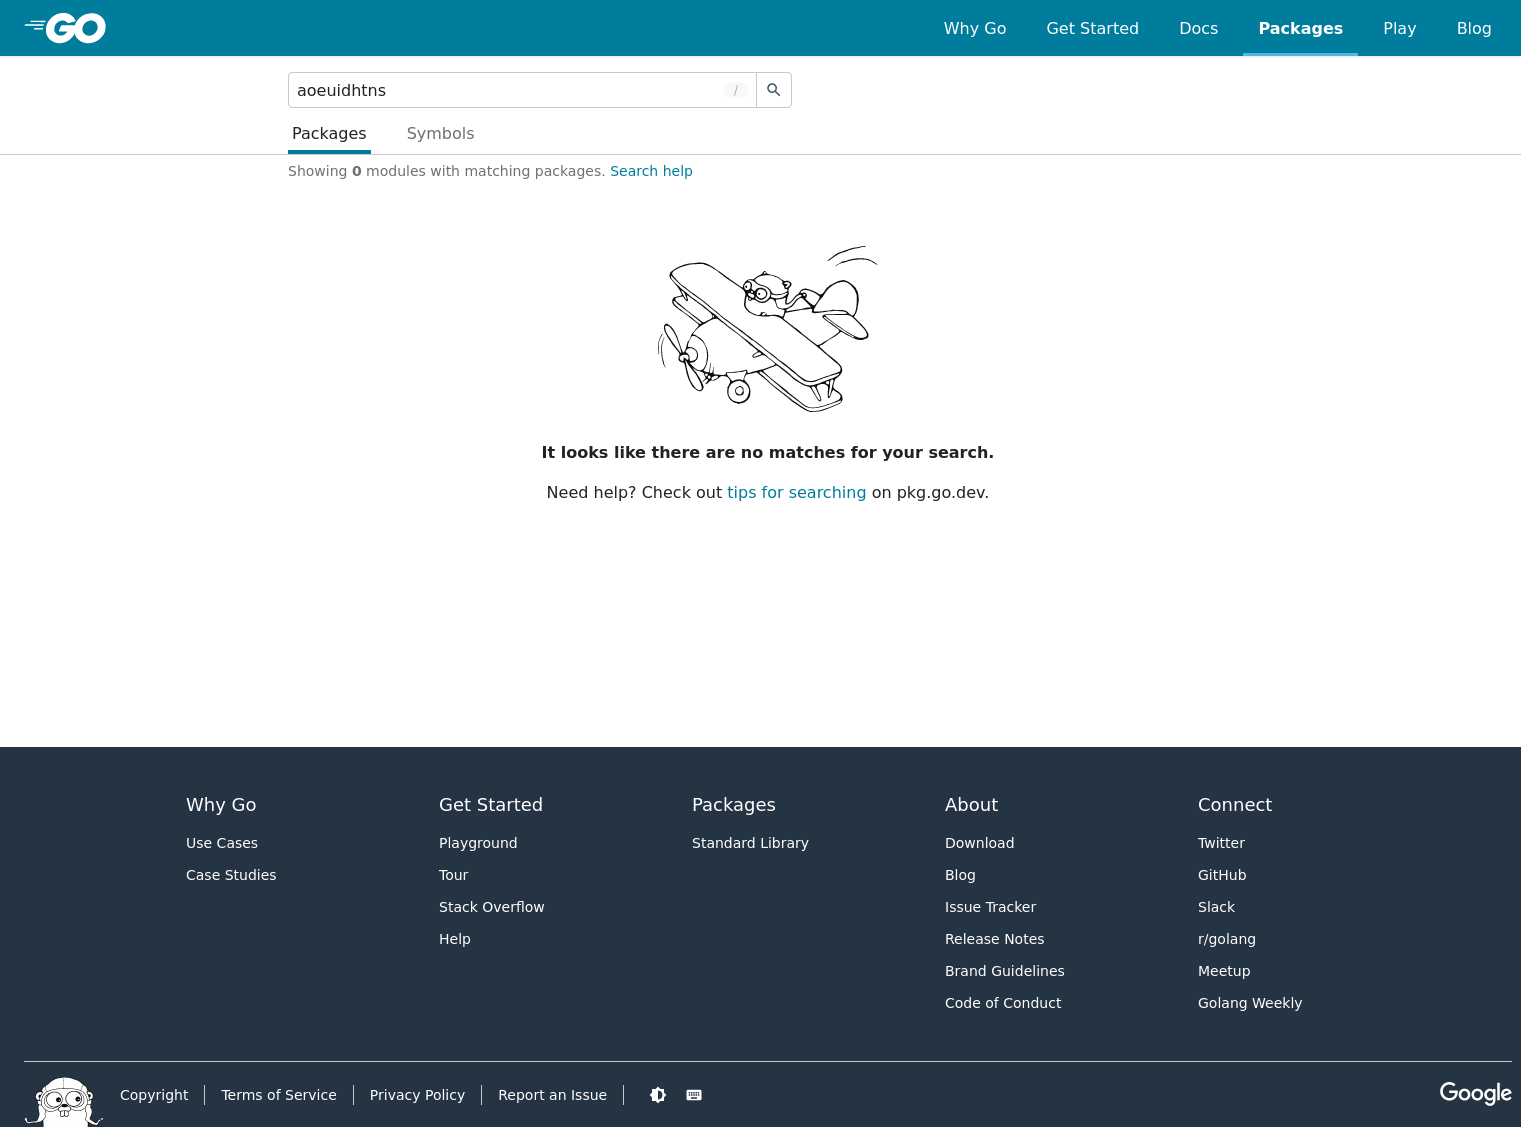 GO
Why Go Get Started Docs Packages Play Blog
aoeuidhtns /
Packages Symbols
Showing 0 modules with matching packages. Search help
It looks like there are no matches for your search.
Need help? Check out tips for searching on pkg.go.dev.
Why Go
Use Cases
Case Studies
Get Started
Playground
Tour
Stack Overflow
Help
Packages
Standard Library
About
Download
Blog
Issue Tracker
Release Notes
Brand Guidelines
Code of Conduct
Connect
Twitter
GitHub
Slack
r/golang
Meetup
Golang Weekly
Copyright Terms of Service Privacy Policy Report an Issue
Google